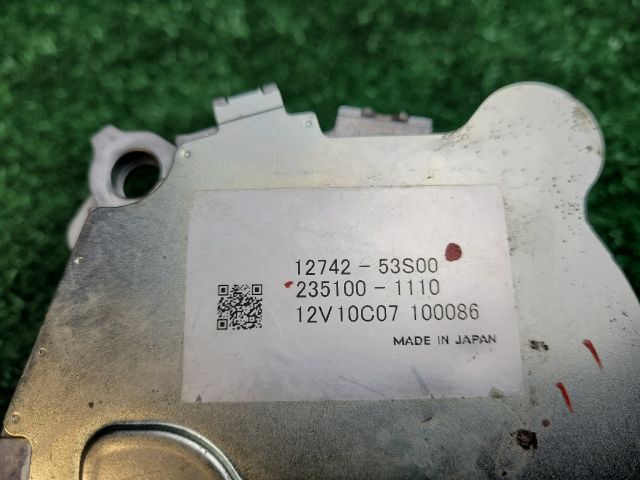 12742 - 53S00
235100 - 1110
12V10C07 100086
MADE IN JAPAN